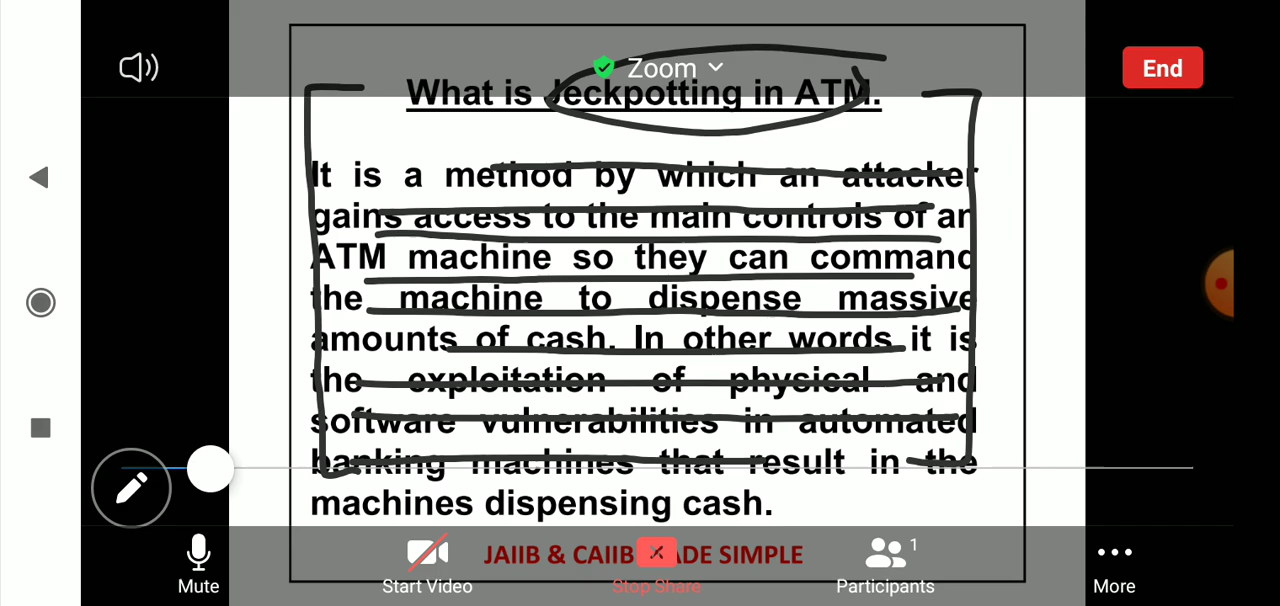 Zoom
End
What is Jeckpotting in ATM.
It is a method by which an attacker
gains access to the main controls of an
ATM machine so they can command
the machine to dispense massive
amounts of cash. In other words it is
the exploitation of physical and
software vulnerabilities in automated
banking machines that result in the
machines dispensing cash.
JAIIB & CAIIB ADE SIMPLE
1
Mute
Start Video
Stop Share
Participants
More